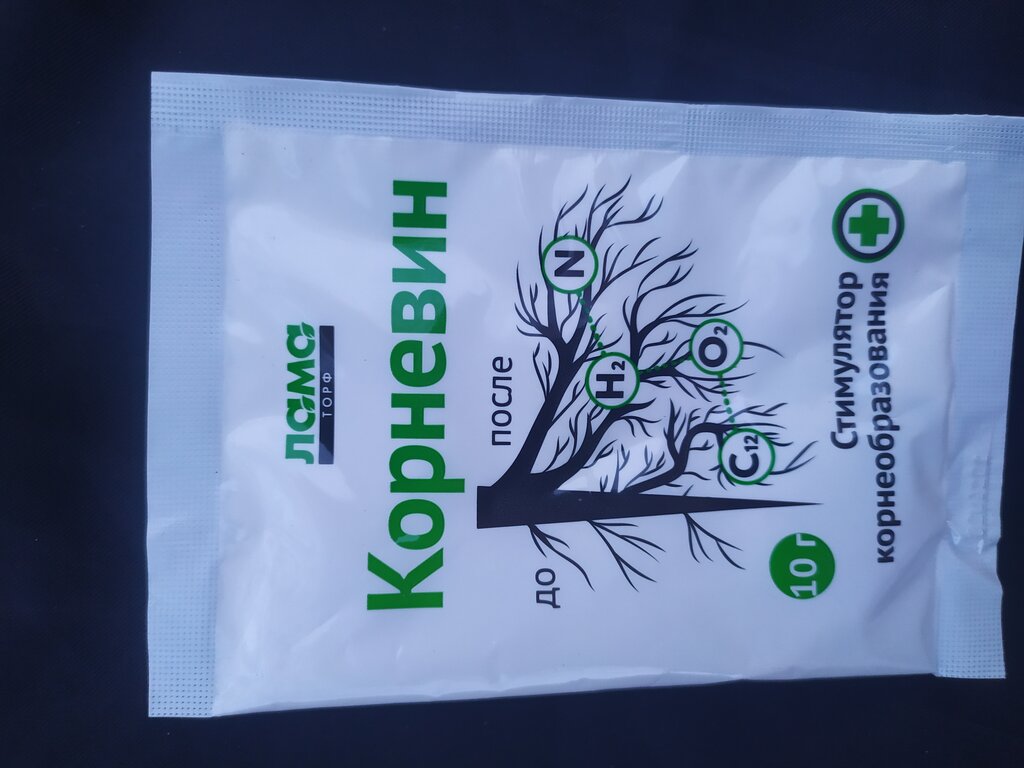 лама
ТОРФ
Корневин
до
после
N
H2
O2
C12
10 г
Стимулятор
корнеобразования